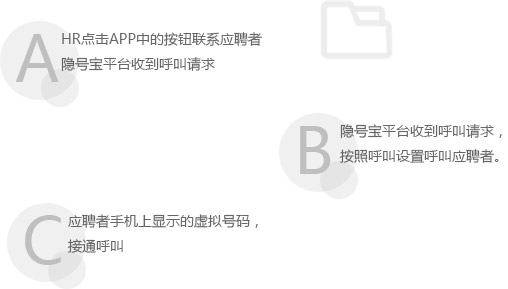 A
HR点击APP中的按钮联系应聘者
隐号宝平台收到呼叫请求
B
隐号宝平台收到呼叫请求，
按照呼叫设置呼叫应聘者。
C
应聘者手机上显示的虚拟号码，
接通呼叫